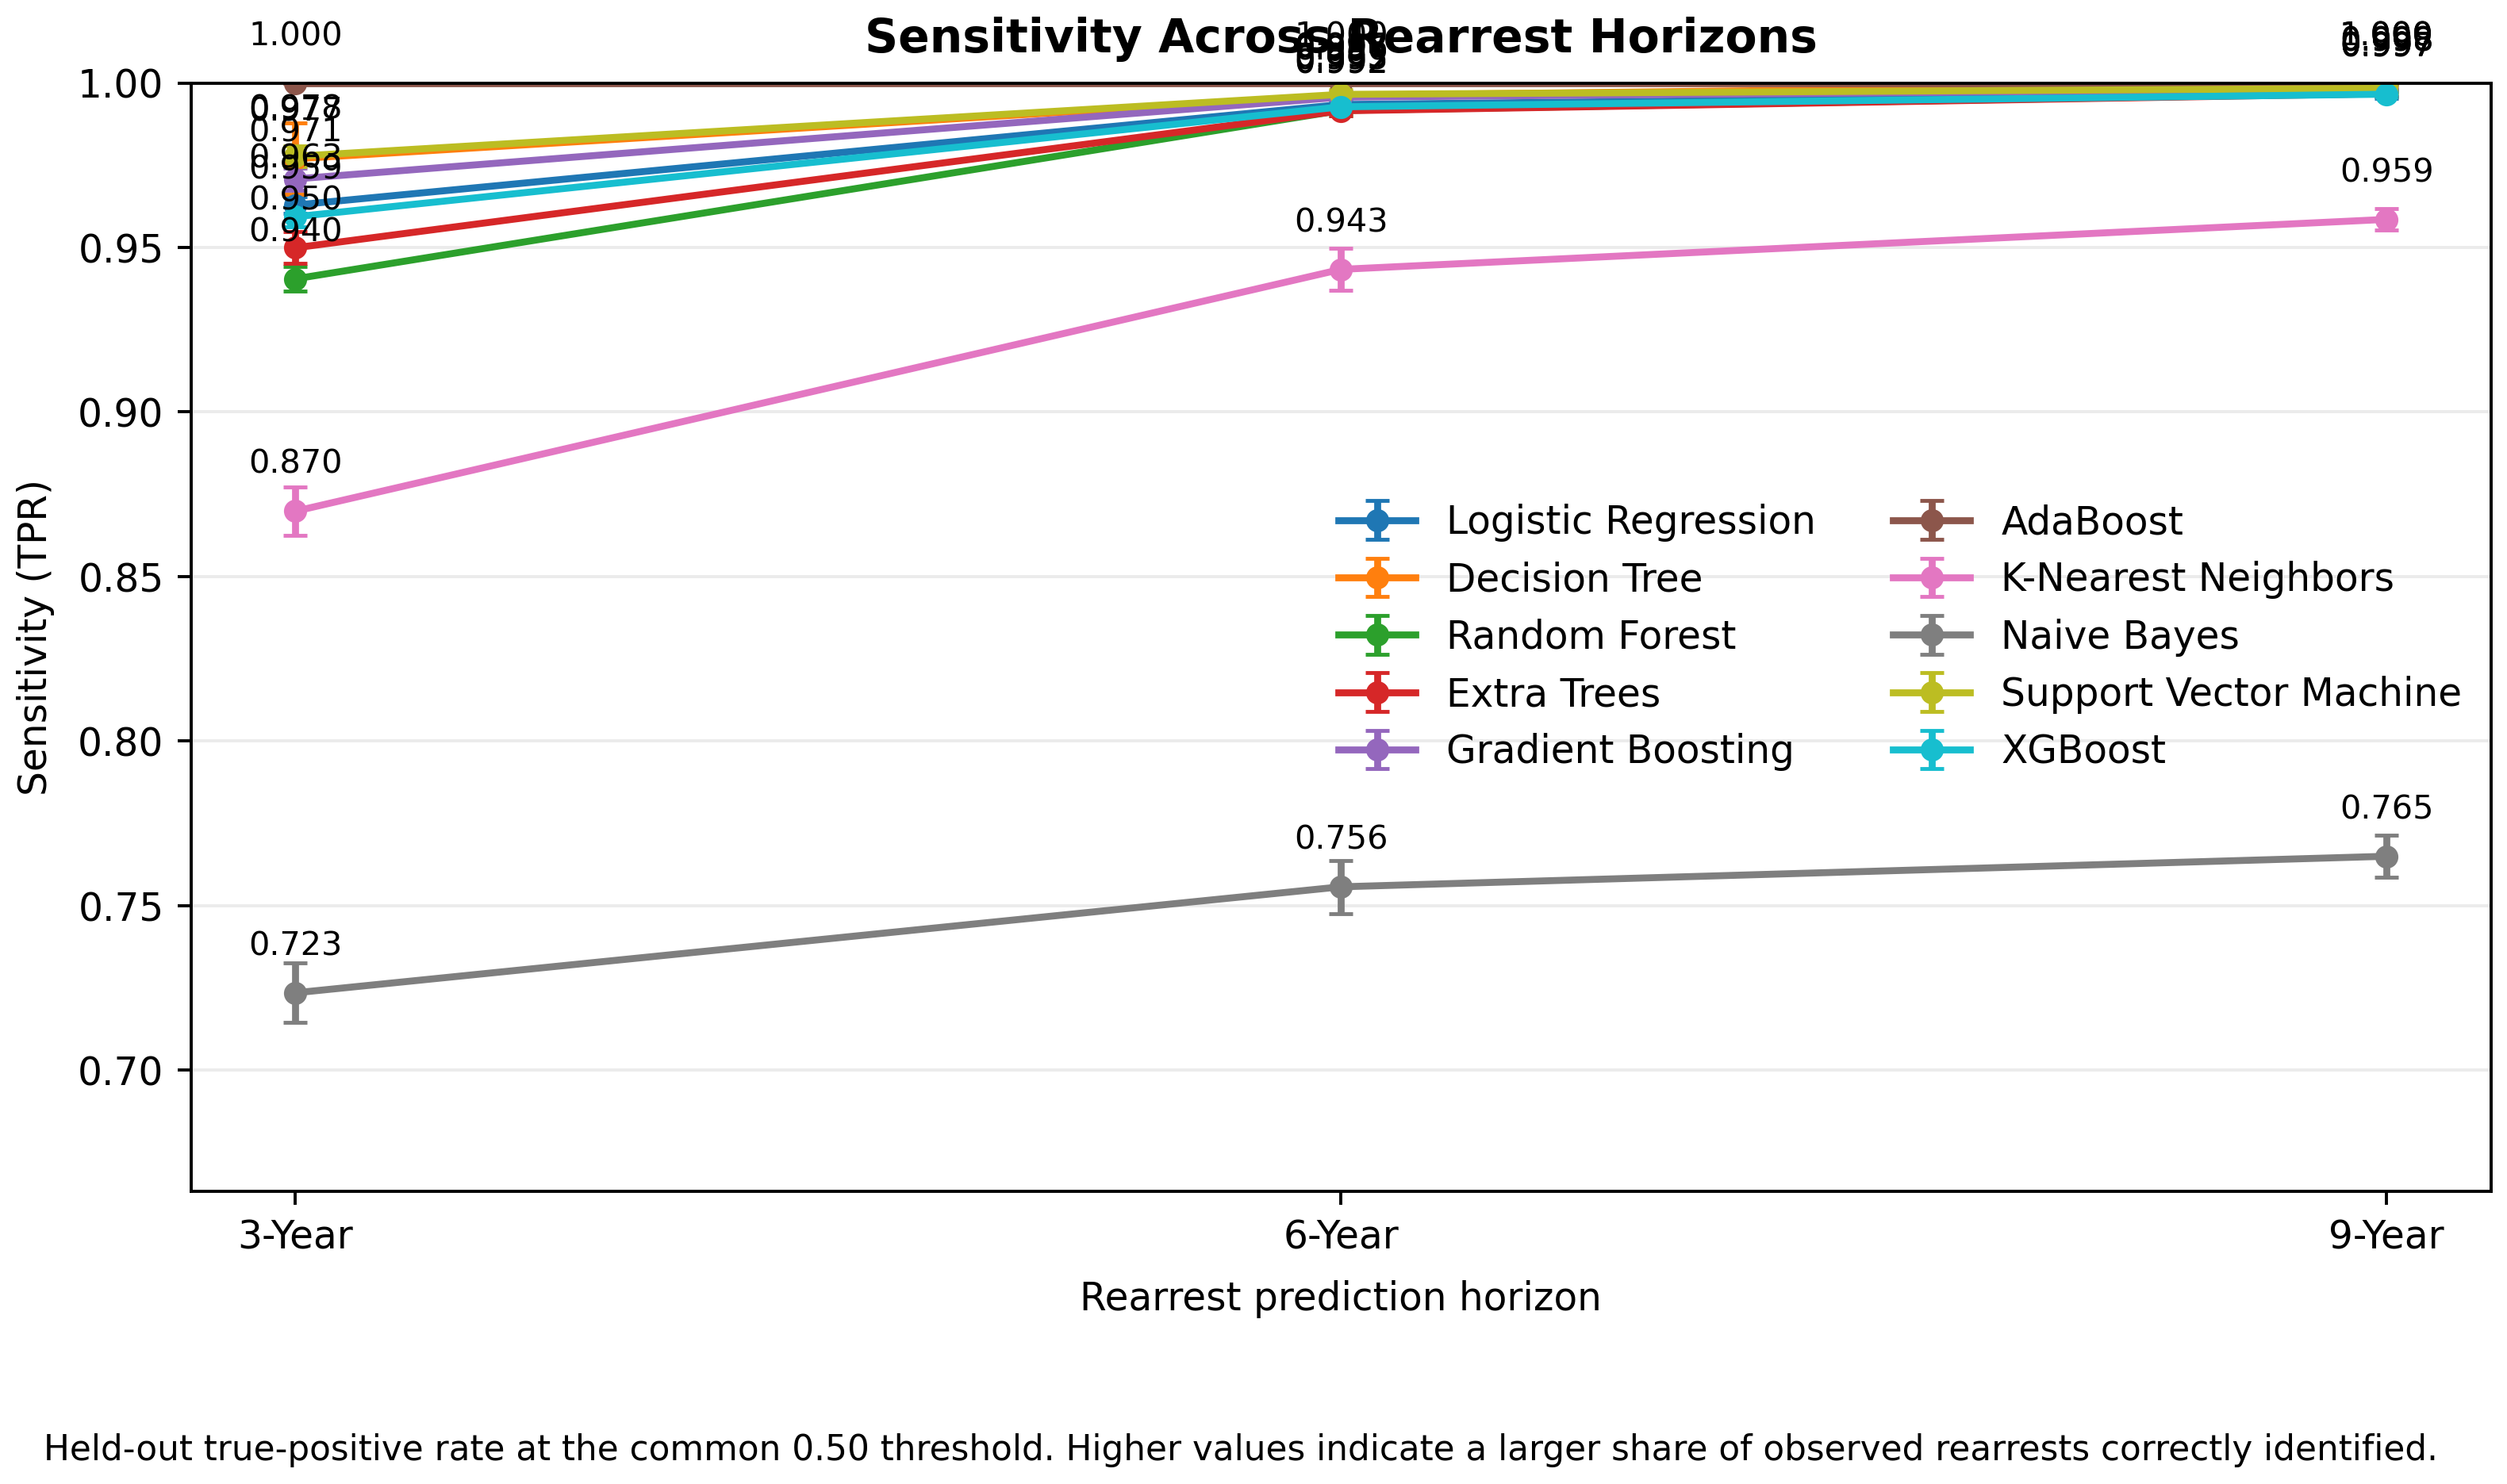 Sensitivity Across Rearrest Horizons
1.000
0.971
0.963
0.959
0.950
0.940
0.870
0.723
0.992
0.943
0.756
0.997
0.959
0.765
1.00
0.95
0.90
0.85
0.80
0.75
0.70
Sensitivity (TPR)
Logistic Regression
Decision Tree
Random Forest
Extra Trees
Gradient Boosting
AdaBoost
K-Nearest Neighbors
Naive Bayes
Support Vector Machine
XGBoost
3-Year
6-Year
9-Year
Rearrest prediction horizon
Held-out true-positive rate at the common 0.50 threshold. Higher values indicate a larger share of observed rearrests correctly identified.